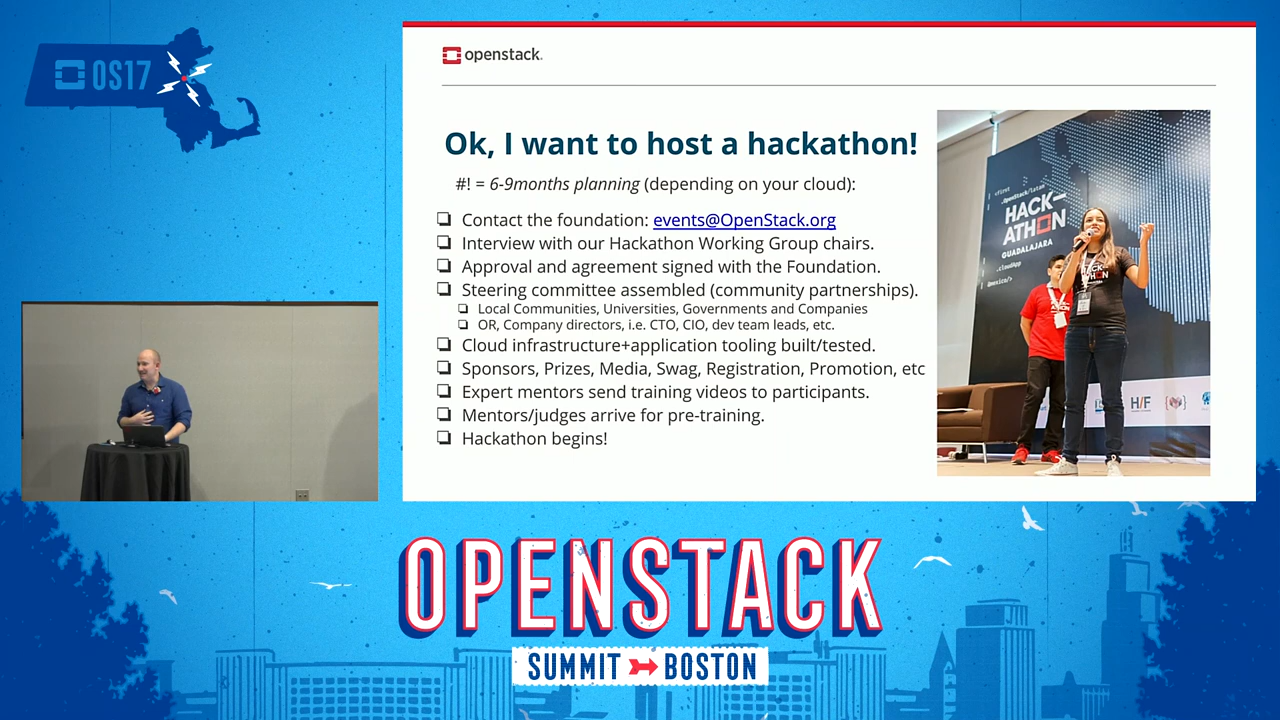 OS17
openstack.
Ok, I want to host a hackathon!
#! = 6-9months planning (depending on your cloud):
❏ Contact the foundation: events@OpenStack.org
❏ Interview with our Hackathon Working Group chairs.
❏ Approval and agreement signed with the Foundation.
❏ Steering committee assembled (community partnerships).
❏ Local Communities, Universities, Governments and Companies
❏ OR, Company directors, i.e. CTO, CIO, dev team leads, etc.
❏ Cloud infrastructure+application tooling built/tested.
❏ Sponsors, Prizes, Media, Swag, Registration, Promotion, etc
❏ Expert mentors send training videos to participants.
❏ Mentors/judges arrive for pre-training.
❏ Hackathon begins!
HACK-
ATHON
GUADALAJARA
.cloudApp
H/F
OPENSTACK
SUMMIT BOSTON